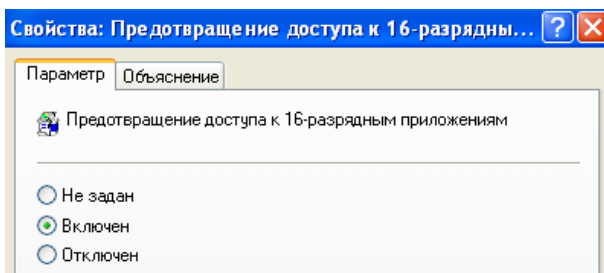 Свойства: Предотвращение доступа к 16-разрядны...
Параметр Объяснение
Предотвращение доступа к 16-разрядным приложениям
Не задан
Включен
Отключен